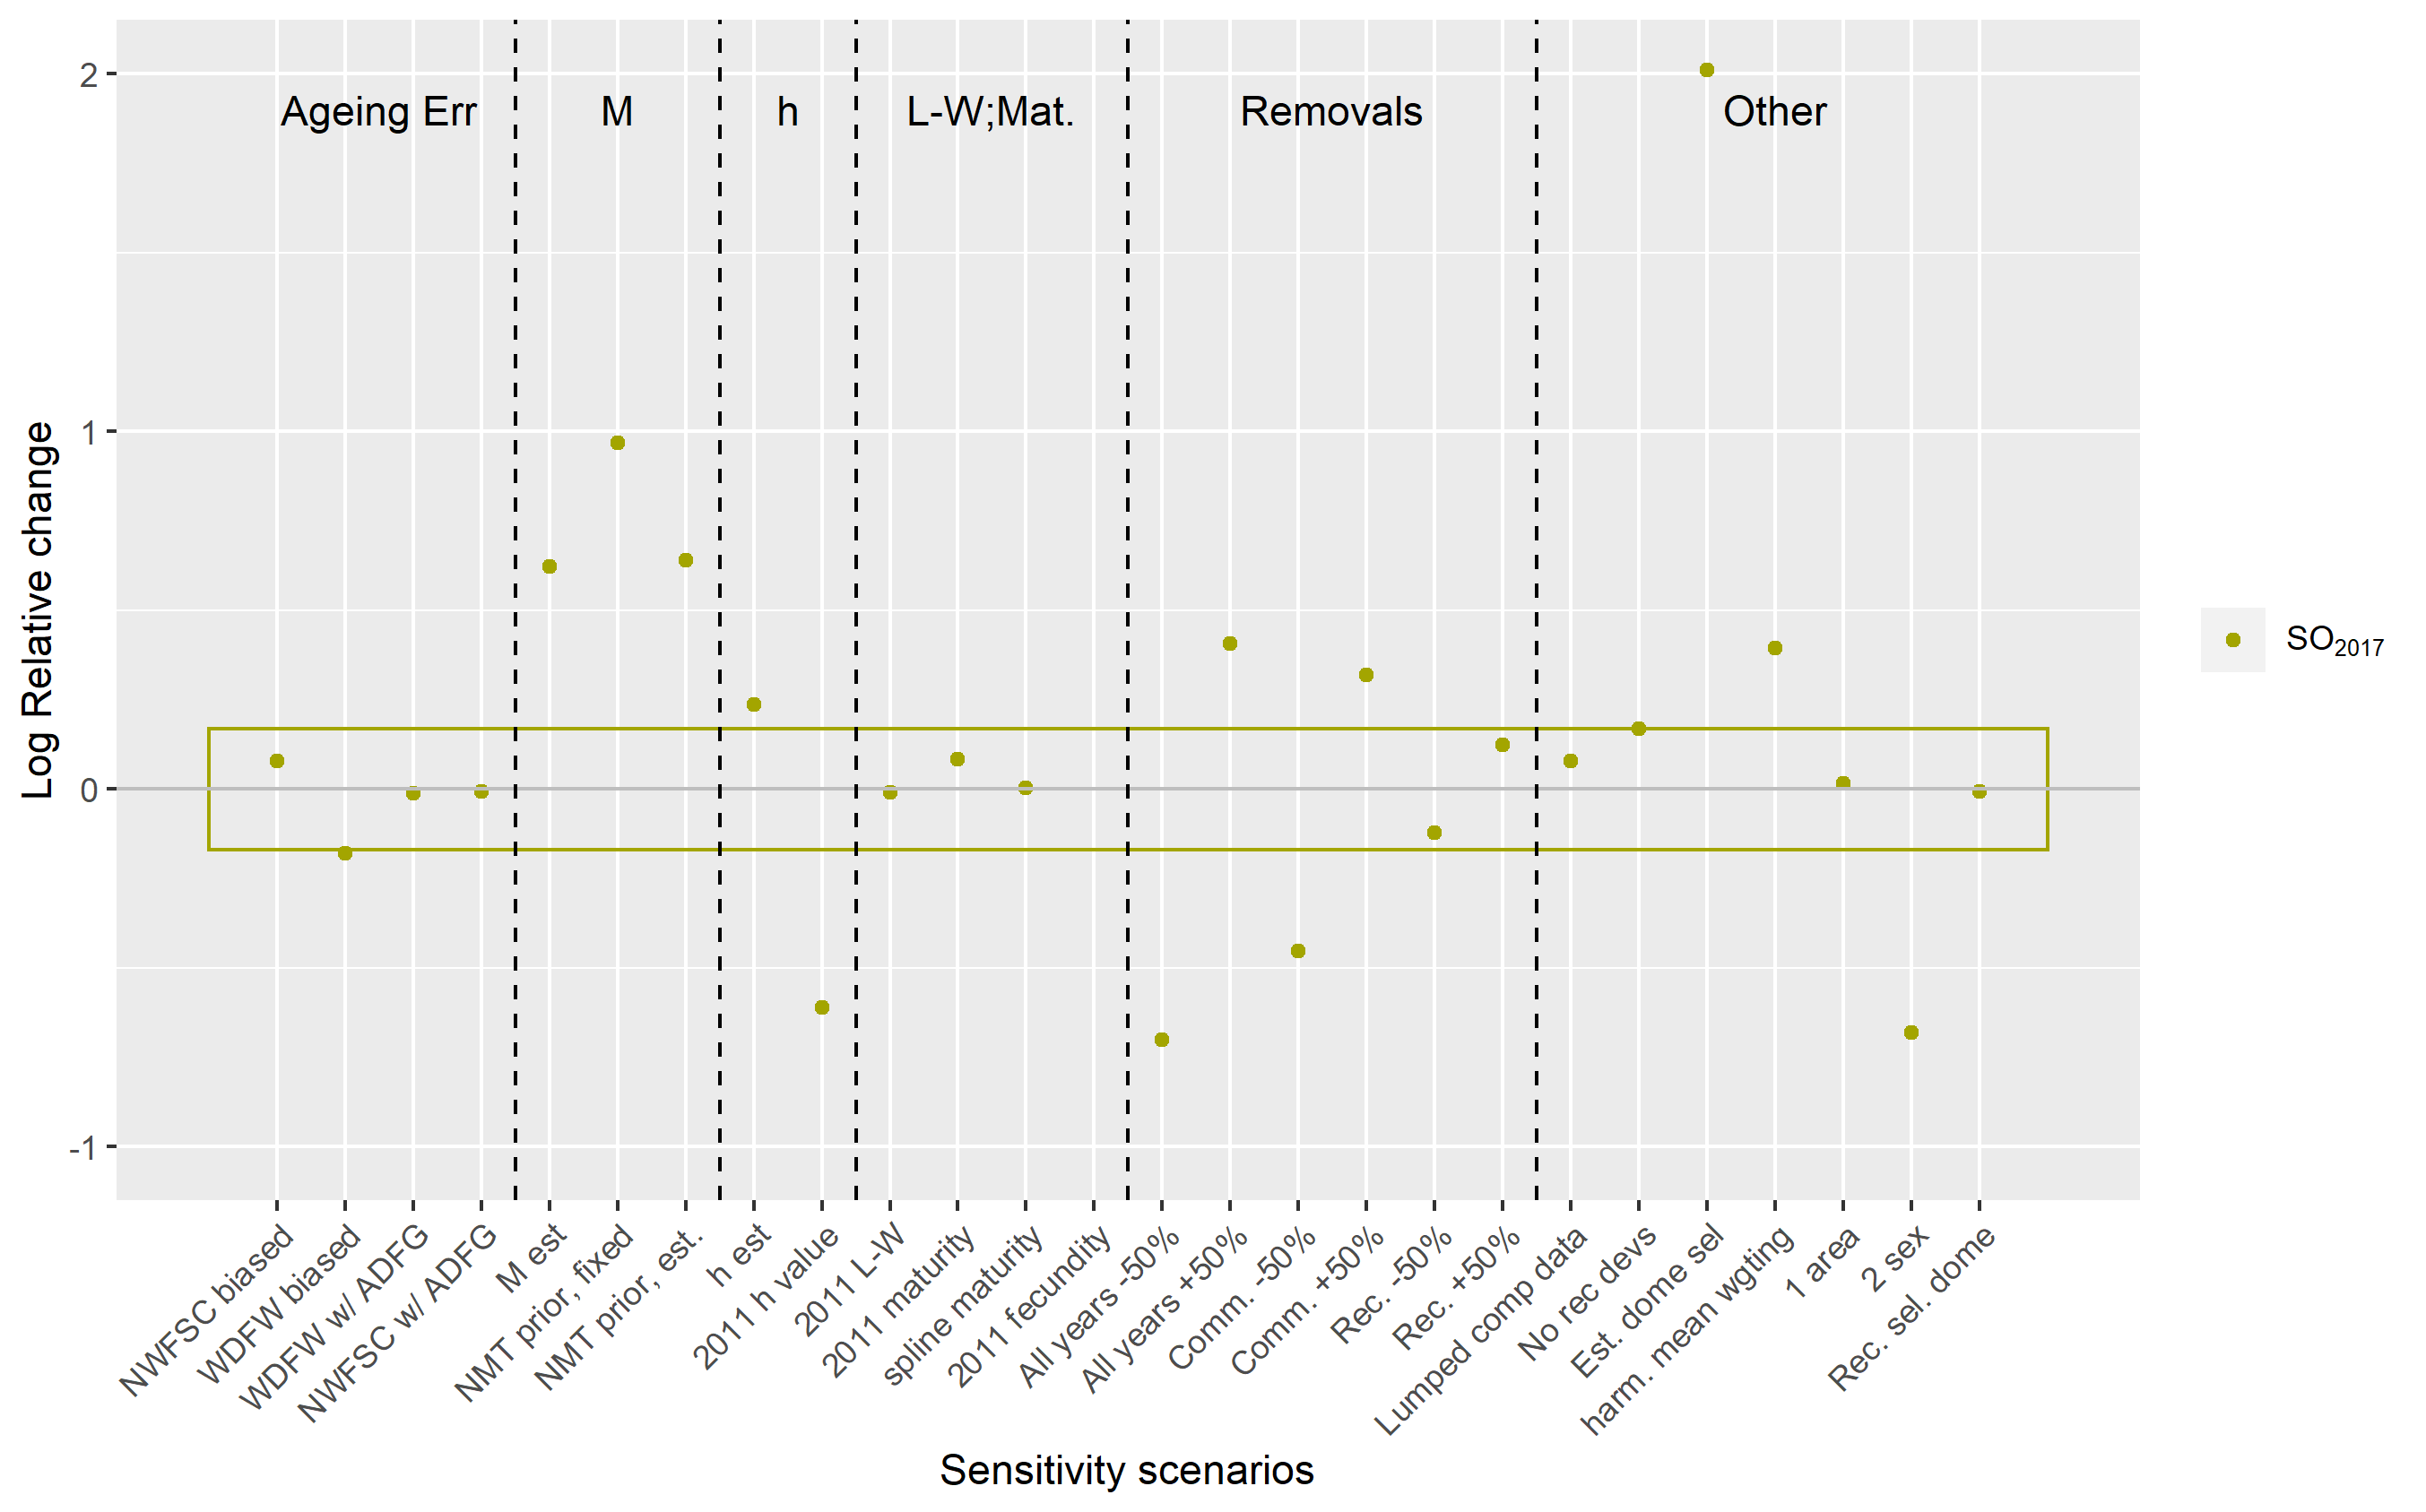 2
Ageing Err M h L-W;Mat. Removals Other
1
0
-1
Log Relative change
SO2017
NWFSC biased
WDFW biased
WDFW w/ ADFG
NWFSC w/ ADFG
M est
NMT prior, fixed
NMT prior, est.
h est
2011 h value
2011 L-W
2011 maturity
spline maturity
2011 fecundity
All years -50%
All years +50%
Comm. -50%
Comm. +50%
Rec. -50%
Rec. +50%
Lumped comp data
No rec devs
Est. dome sel
harm. mean wgting
1 area
2 sex
Rec. sel. dome
Sensitivity scenarios